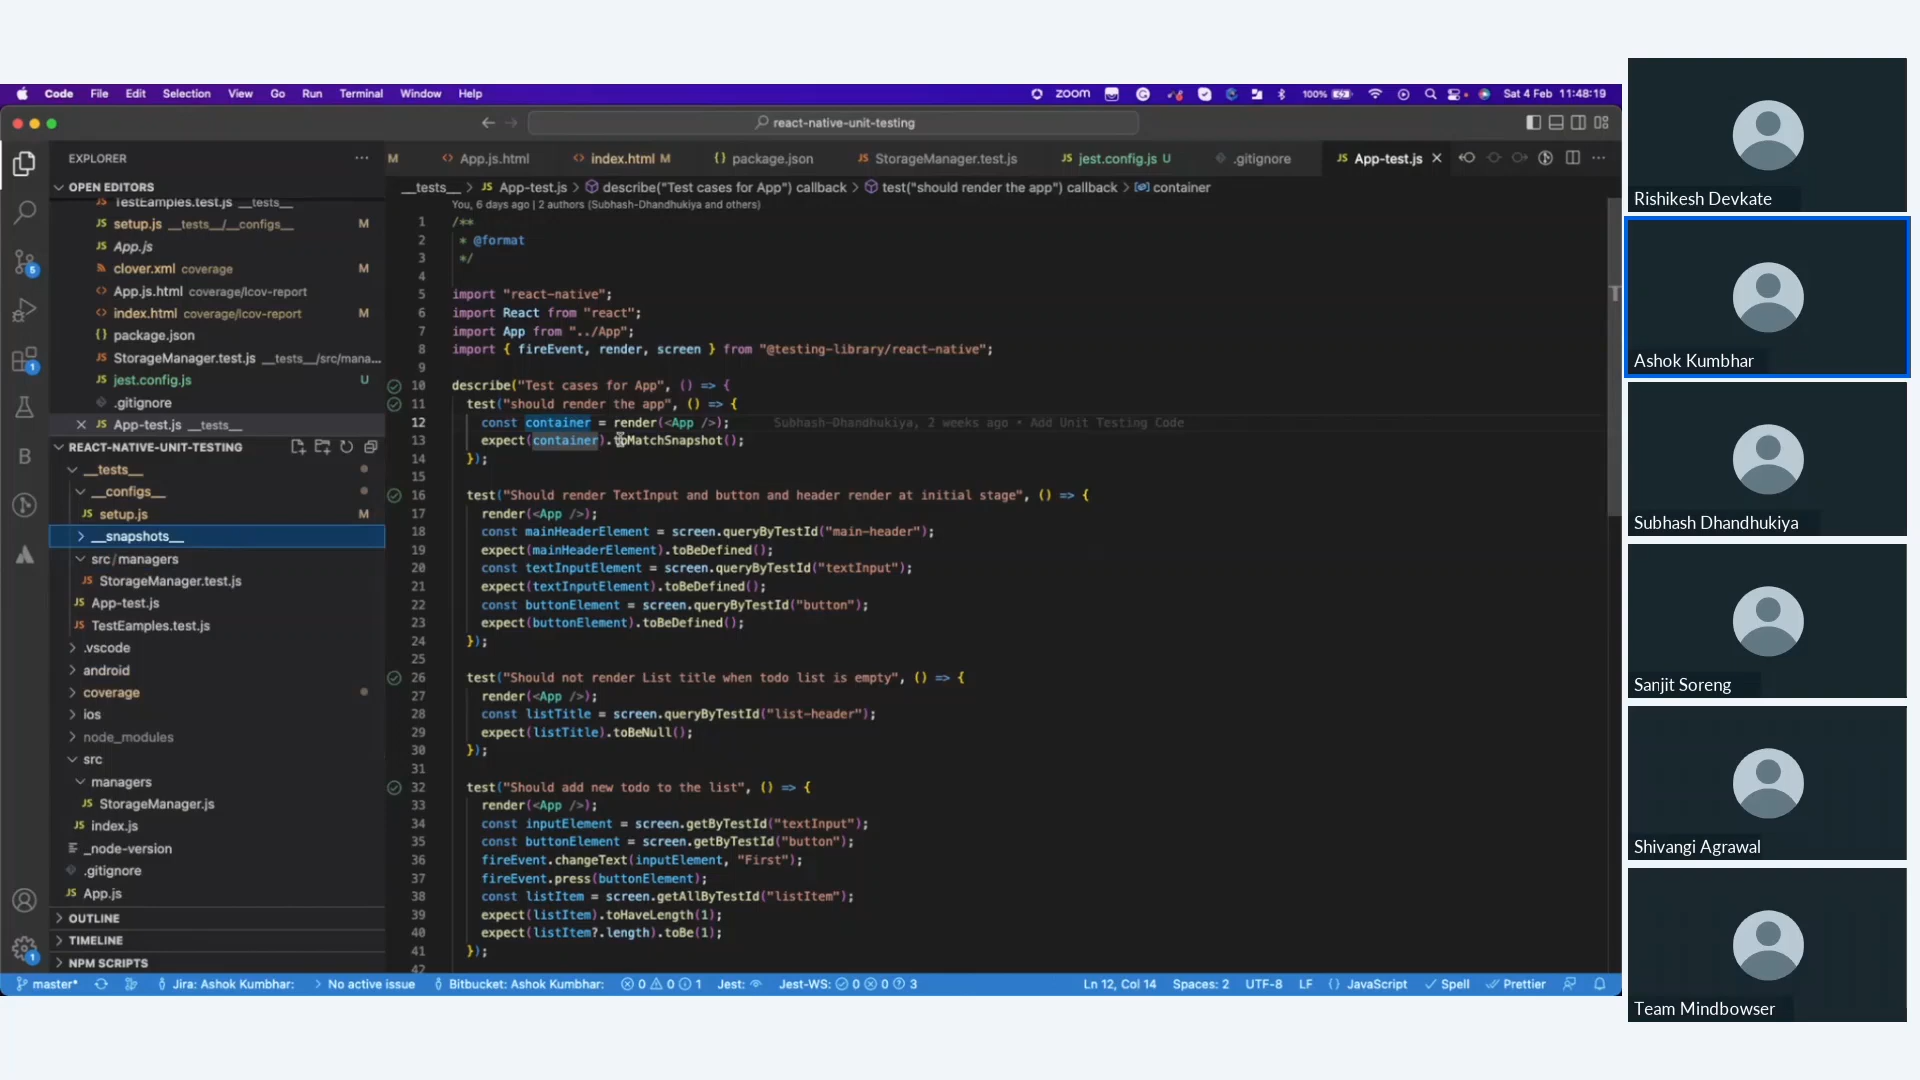 Code File Edit Selection View Go Run Terminal Window Help
zoom 100% Sat 4 Feb 11:48:19
react-native-unit-testing
EXPLORER
M App.js.html index.html M package.json StorageManager.test.js jest.config.js U .gitignore App-test.js
__tests__ > App-test.js > describe("Test cases for App") callback > test("should render the app") callback > container
You, 6 days ago | 2 authors (Subhash-Dhandhukiya and others)
OPEN EDITORS
TestEamples.test.js __tests__
setup.js __tests__/__configs__ M
App.js
clover.xml coverage M
App.js.html coverage/lcov-report
index.html coverage/lcov-report M
package.json
StorageManager.test.js __tests__/src/mana...
jest.config.js U
.gitignore
App-test.js __tests__
REACT-NATIVE-UNIT-TESTING
__tests__
__configs__
setup.js M
__snapshots__
src/managers
StorageManager.test.js
App-test.js
TestEamples.test.js
.vscode
android
coverage
ios
node_modules
src
managers
StorageManager.js
index.js
_node-version
.gitignore
App.js
OUTLINE
TIMELINE
NPM SCRIPTS
1 /**
2 * @format
3 */
4
5 import "react-native";
6 import React from "react";
7 import App from "../App";
8 import { fireEvent, render, screen } from "@testing-library/react-native";
9
10 describe("Test cases for App", () => {
11 test("should render the app", () => {
12 const container = render(<App />); Subhash-Dhandhukiya, 2 weeks ago • Add Unit Testing Code
13 expect(container).toMatchSnapshot();
14 });
15
16 test("Should render TextInput and button and header render at initial stage", () => {
17 render(<App />);
18 const mainHeaderElement = screen.queryByTestId("main-header");
19 expect(mainHeaderElement).toBeDefined();
20 const textInputElement = screen.queryByTestId("textInput");
21 expect(textInputElement).toBeDefined();
22 const buttonElement = screen.queryByTestId("button");
23 expect(buttonElement).toBeDefined();
24 });
25
26 test("Should not render List title when todo list is empty", () => {
27 render(<App />);
28 const listTitle = screen.queryByTestId("list-header");
29 expect(listTitle).toBeNull();
30 });
31
32 test("Should add new todo to the list", () => {
33 render(<App />);
34 const inputElement = screen.getByTestId("textInput");
35 const buttonElement = screen.getByTestId("button");
36 fireEvent.changeText(inputElement, "First");
37 fireEvent.press(buttonElement);
38 const listItem = screen.getAllByTestId("listItem");
39 expect(listItem).toHaveLength(1);
40 expect(listItem?.length).toBe(1);
41 });
42
master* Jira: Ashok Kumbhar: No active issue Bitbucket: Ashok Kumbhar: 0 0 1 Jest: Jest-WS: 0 0 3 Ln 12, Col 14 Spaces: 2 UTF-8 LF JavaScript Spell Prettier
Rishikesh Devkate
Ashok Kumbhar
Subhash Dhandhukiya
Sanjit Soreng
Shivangi Agrawal
Team Mindbowser